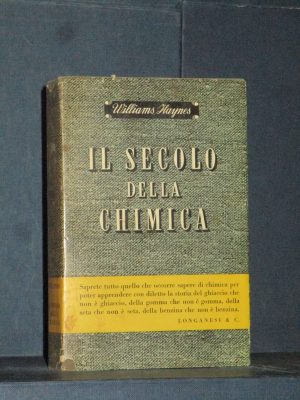 Williams Haynes
IL SECOLO
DELLA
CHIMICA
Saprete tutto quello che occorre sapere di chimica per
poter apprendere con diletto la storia del ghiaccio che
non è ghiaccio, della gomma che non è gomma, della
seta che non è seta, della benzina che non è benzina.
LONGANESI & C.